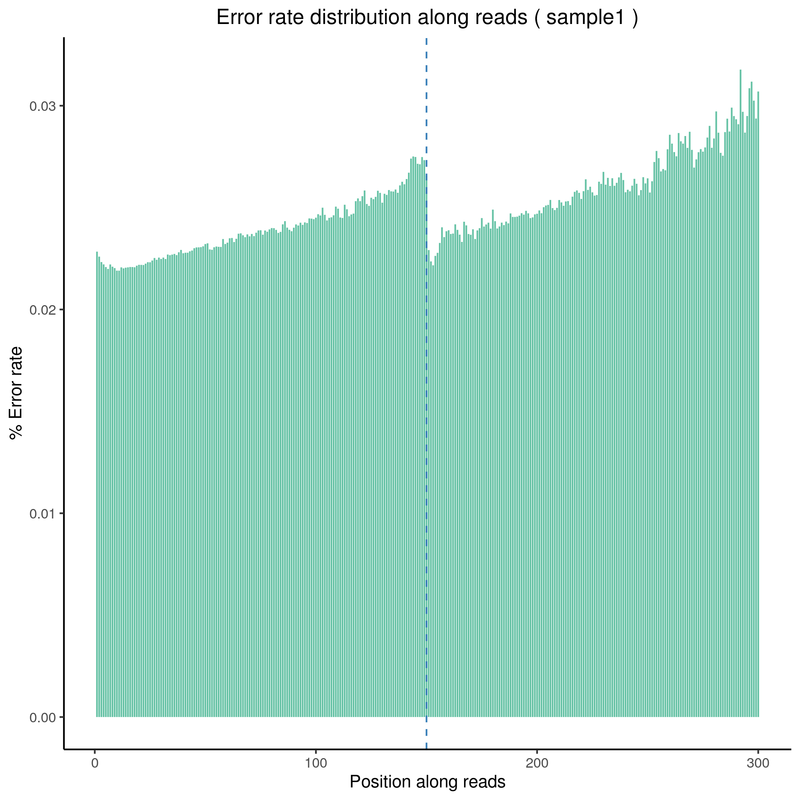 Error rate distribution along reads ( sample1 )
% Error rate
0.03
0.02
0.01
0.00
0
100
200
300
Position along reads